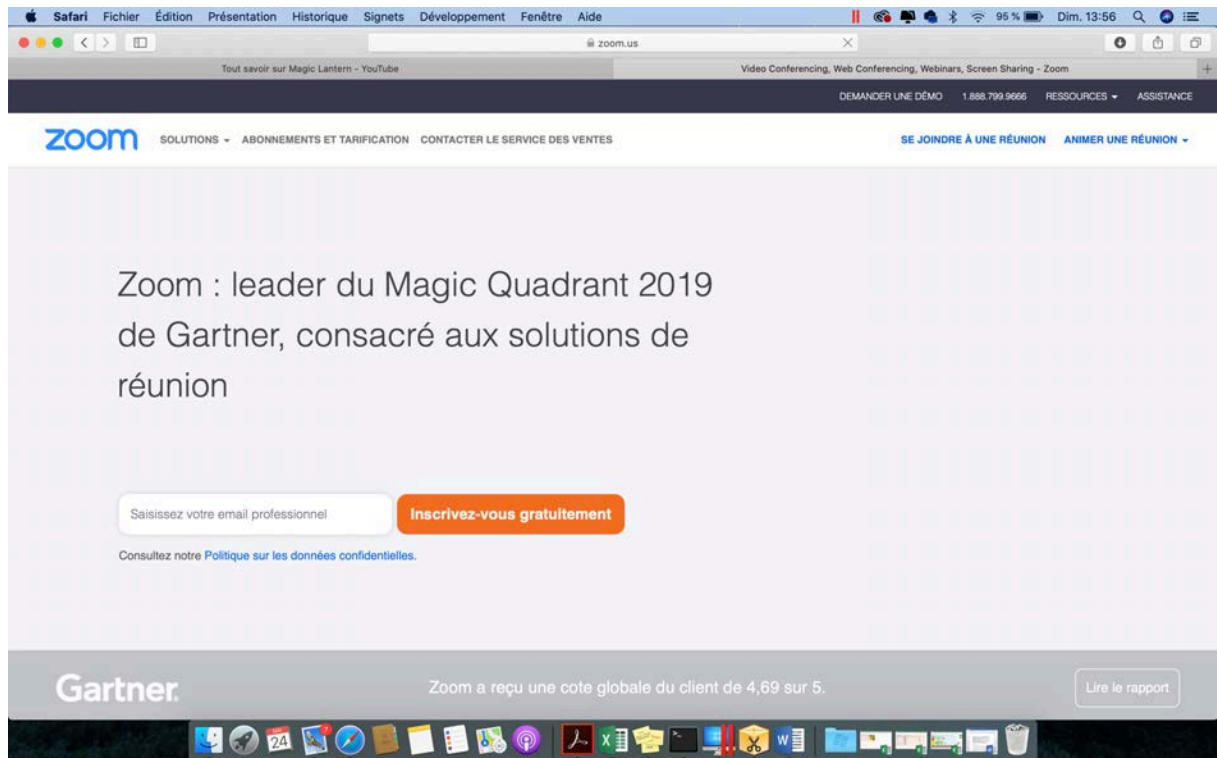 Safari Fichier Édition Présentation Historique Signets Développement Fenêtre Aide 95 % Dim. 13:56
zoom.us
Tout savoir sur Magic Lantern - YouTube Video Conferencing, Web Conferencing, Webinars, Screen Sharing - Zoom
DEMANDER UNE DÉMO 1.888.799.9666 RESSOURCES ASSISTANCE
zoom SOLUTIONS ABONNEMENTS ET TARIFICATION CONTACTER LE SERVICE DES VENTES SE JOINDRE À UNE RÉUNION ANIMER UNE RÉUNION
Zoom : leader du Magic Quadrant 2019
de Gartner, consacré aux solutions de
réunion
Saisissez votre email professionnel Inscrivez-vous gratuitement
Consultez notre Politique sur les données confidentielles.
Gartner. Zoom a reçu une cote globale du client de 4,69 sur 5. Lire le rapport
24